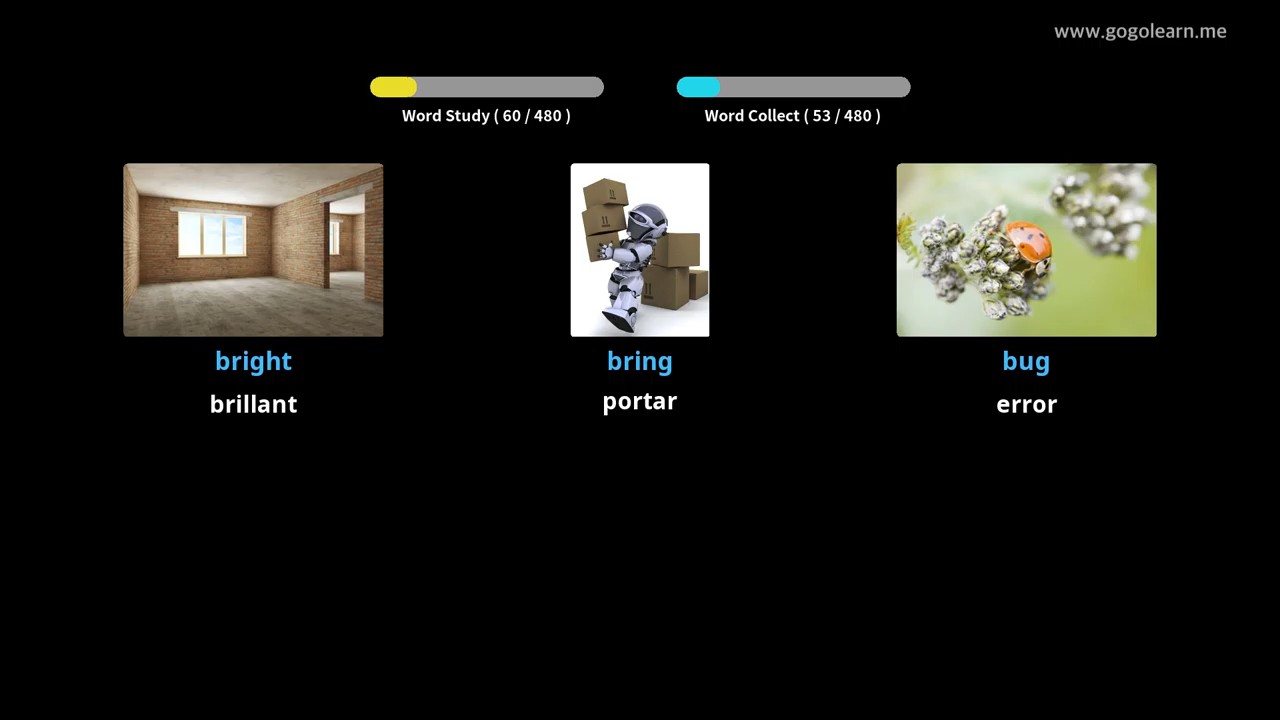 www.gogolearn.me
Word Study ( 60 / 480 )
Word Collect ( 53 / 480 )
bright
bring
bug
brillant
portar
error